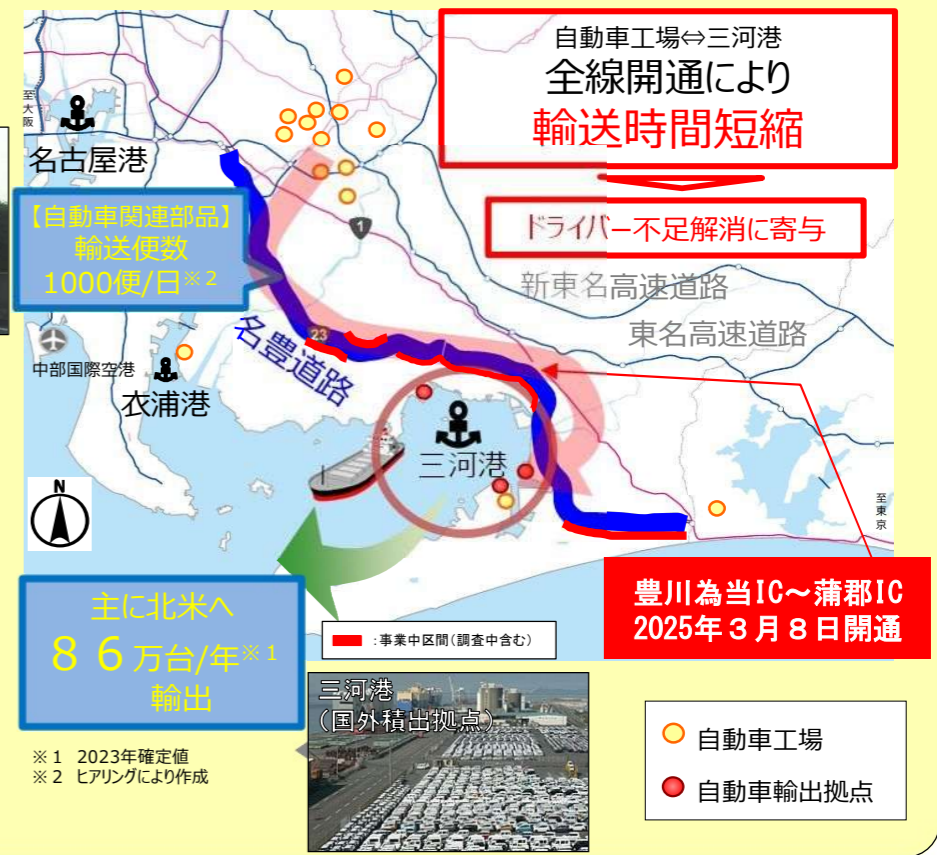 自動車工場⇔三河港
全線開通により
輸送時間短縮
ドライバー不足解消に寄与
至大阪
名古屋港
【自動車関連部品】
輸送便数
1000便/日※2
1
新東名高速道路
東名高速道路
23
名豊道路
中部国際空港
衣浦港
三河港
至東京
N
豊川為当IC～蒲郡IC
2025年３月８日開通
主に北米へ
８６万台/年※1
輸出
:事業中区間(調査中含む)
三河港
(国外積出拠点)
自動車工場
自動車輸出拠点
※1 2023年確定値
※2 ヒアリングにより作成